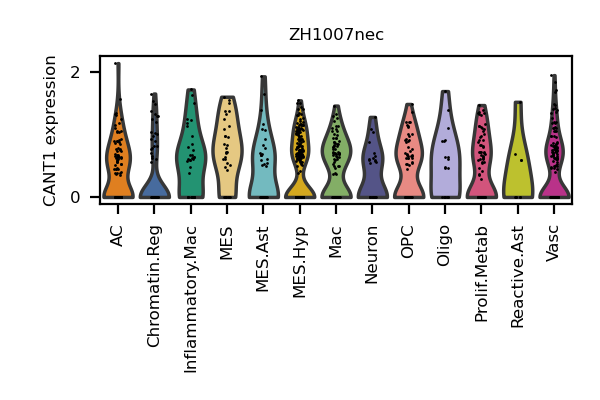 ZH1007nec
CANT1 expression
2
0
AC
Chromatin.Reg
Inflammatory.Mac
MES
MES.Ast
MES.Hyp
Mac
Neuron
OPC
Oligo
Prolif.Metab
Reactive.Ast
Vasc